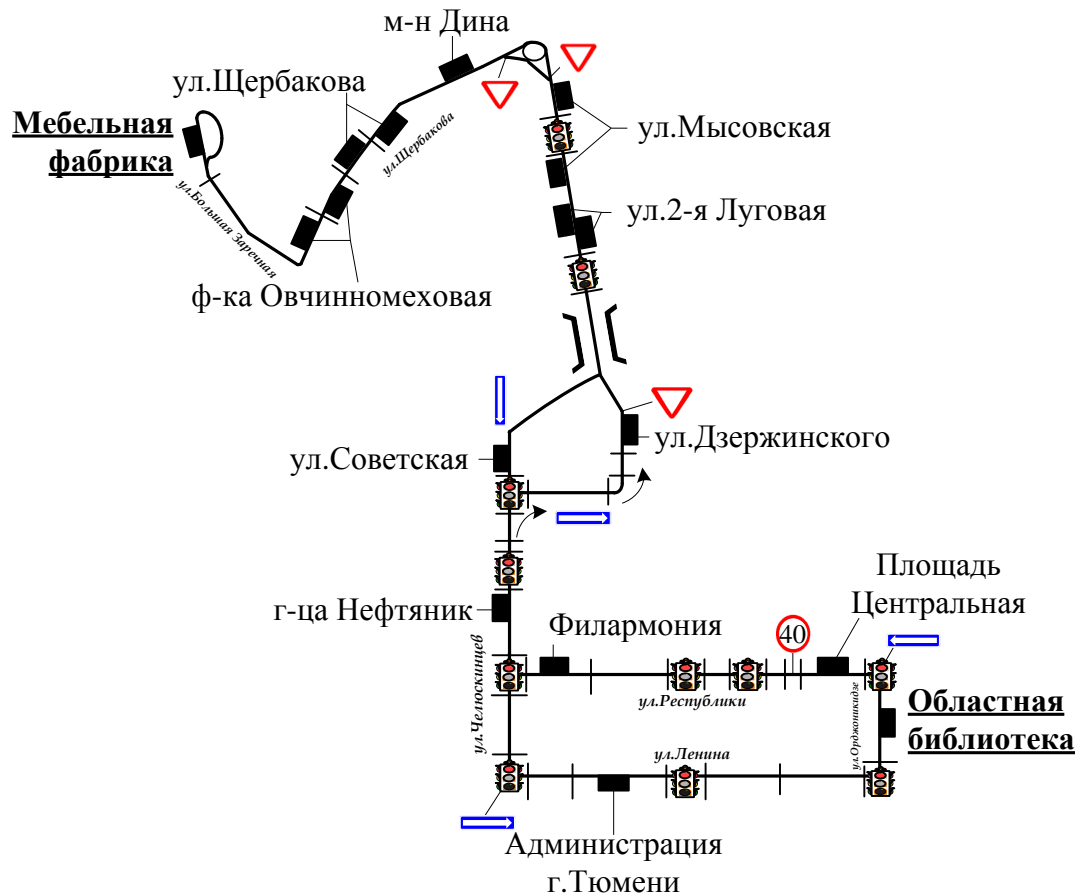 м-н Дина
ул.Щербакова
Мебельная
фабрика
ул.Щербакова
ул.Мысовская
ул.Большая Заречная
ул.2-я Луговая
ф-ка Овчинномеховая
ул.Дзержинского
ул.Советская
Площадь
Центральная
г-ца Нефтяник
Филармония
40
ул.Челюскинцев
ул.Республики
ул.Орджоникидзе
Областная
библиотека
ул.Ленина
Администрация
г.Тюмени